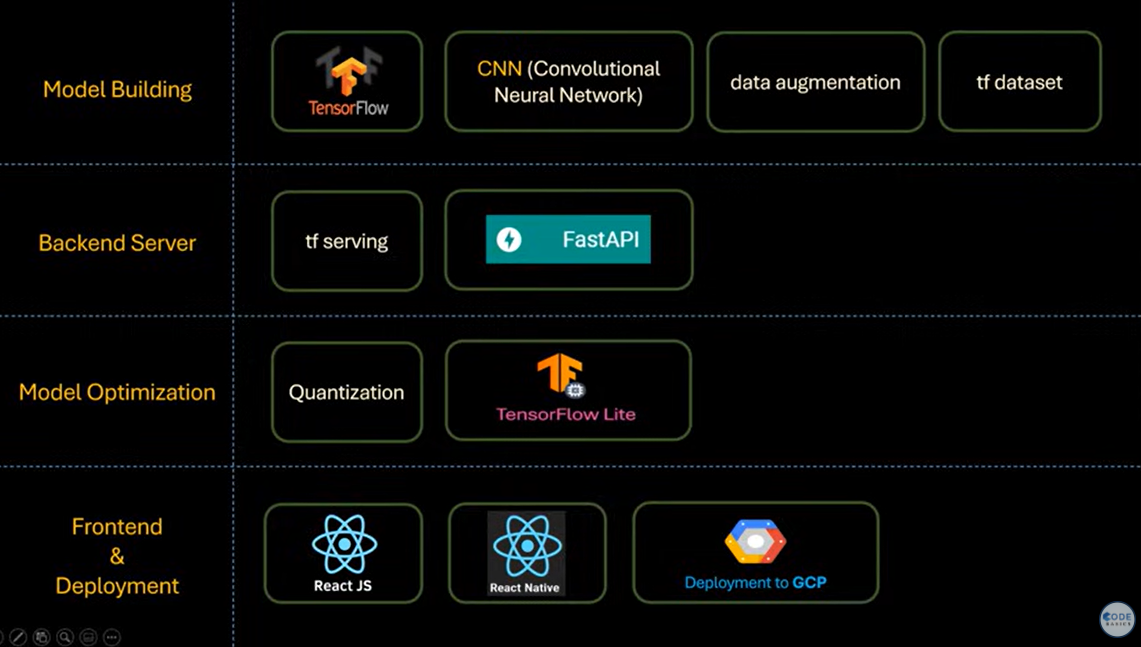 Model Building
TensorFlow
CNN (Convolutional
Neural Network)
data augmentation
tf dataset
Backend Server
tf serving
FastAPI
Model Optimization
Quantization
TensorFlow Lite
Frontend
&
Deployment
React JS
React Native
Deployment to GCP
CODE
BASICS